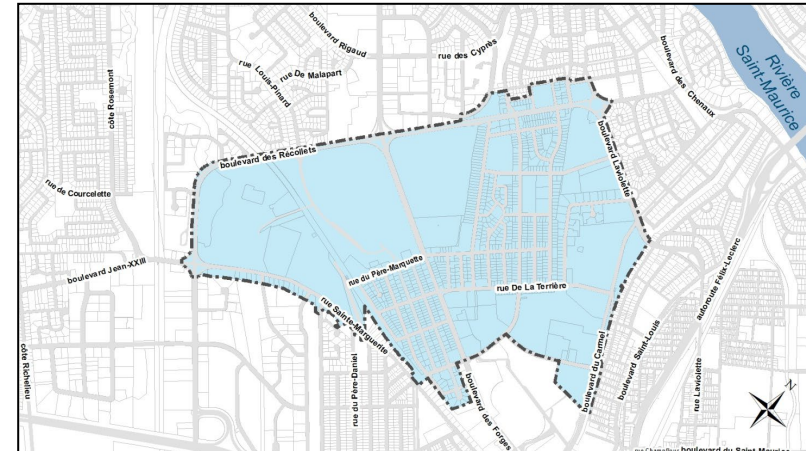 boulevard Rigaud
rue des Cyprès
rue De Malapart
rue Louis-Pinard
côte Rosemont
boulevard des Chenaux
Rivière
Saint-Maurice
boulevard des Récollets
boulevard Laviolette
rue de Courcelette
autoroute Félix-Leclerc
rue du Père-Marquette
boulevard Jean-XXIII
rue De La Terrière
rue Sainte-Marguerite
côte Richelieu
rue du Père-Daniel
boulevard des Forges
boulevard du Carmel
boulevard Saint-Louis
rue Laviolette
N
boulevard du Saint-Maurice